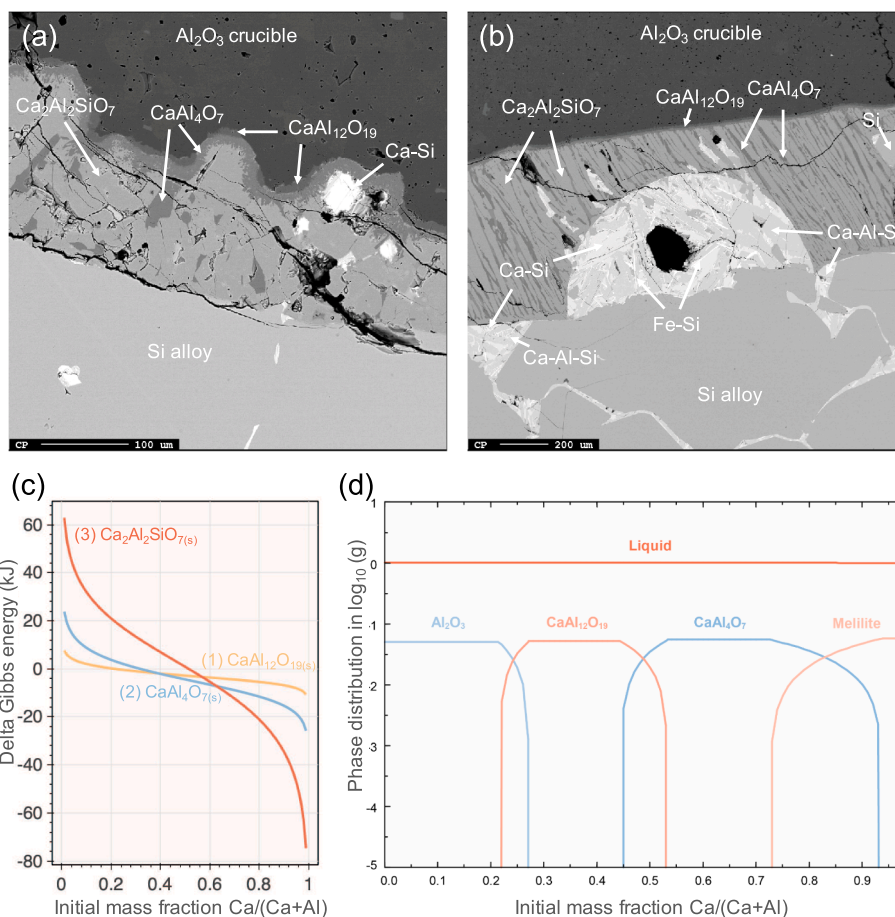 (a)
Al₂O₃ crucible
Ca₂Al₂SiO₇
CaAl₄O₇
CaAl₁₂O₁₉
Ca-Si
Si alloy
CP 100 um
(b)
Al₂O₃ crucible
Ca₂Al₂SiO₇
CaAl₁₂O₁₉
CaAl₄O₇
Si
Ca-Si
Ca-Al-S
Fe-Si
Ca-Al-Si
Si alloy
CP 200 um
(c)
Delta Gibbs energy (kJ)
60
40
20
0
-20
-40
-60
-80
(3) Ca₂Al₂SiO₇₍ₛ₎
(1) CaAl₁₂O₁₉₍ₛ₎
(2) CaAl₄O₇₍ₛ₎
0 0.2 0.4 0.6 0.8 1
Initial mass fraction Ca/(Ca+Al)
(d)
Phase distribution in log₁₀ (g)
1
0
-1
-2
-3
-4
-5
Liquid
Al₂O₃
CaAl₁₂O₁₉
CaAl₄O₇
Melilite
0.0 0.1 0.2 0.3 0.4 0.5 0.6 0.7 0.8 0.9
Initial mass fraction Ca/(Ca+Al)